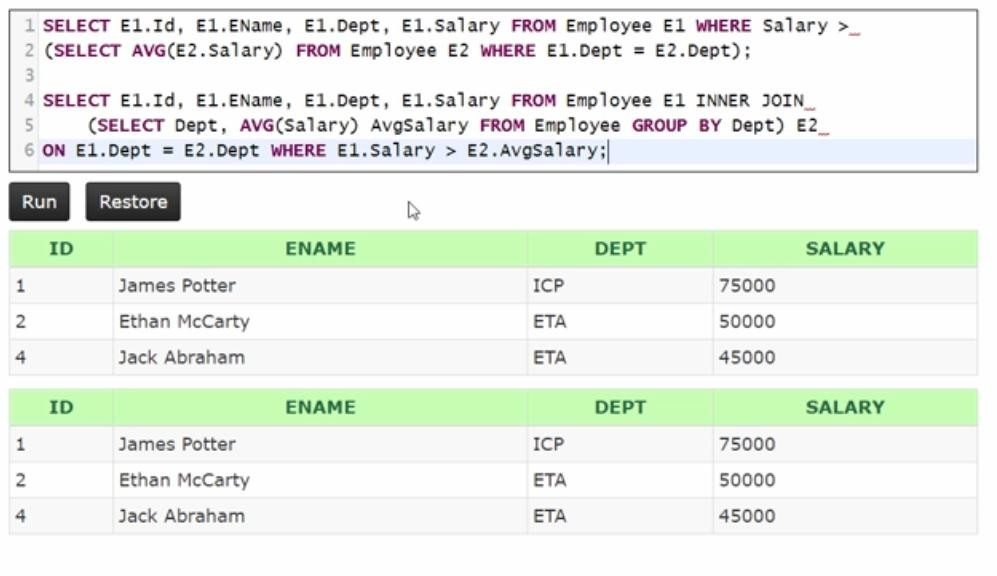 1 SELECT E1.Id, E1.EName, E1.Dept, E1.Salary FROM Employee E1 WHERE Salary >
2 (SELECT AVG(E2.Salary) FROM Employee E2 WHERE E1.Dept = E2.Dept);
3
4 SELECT E1.Id, E1.EName, E1.Dept, E1.Salary FROM Employee E1 INNER JOIN
5 (SELECT Dept, AVG(Salary) AvgSalary FROM Employee GROUP BY Dept) E2
6 ON E1.Dept = E2.Dept WHERE E1.Salary > E2.AvgSalary;
Run Restore
ID ENAME DEPT SALARY
1 James Potter ICP 75000
2 Ethan McCarty ETA 50000
4 Jack Abraham ETA 45000
ID ENAME DEPT SALARY
1 James Potter ICP 75000
2 Ethan McCarty ETA 50000
4 Jack Abraham ETA 45000